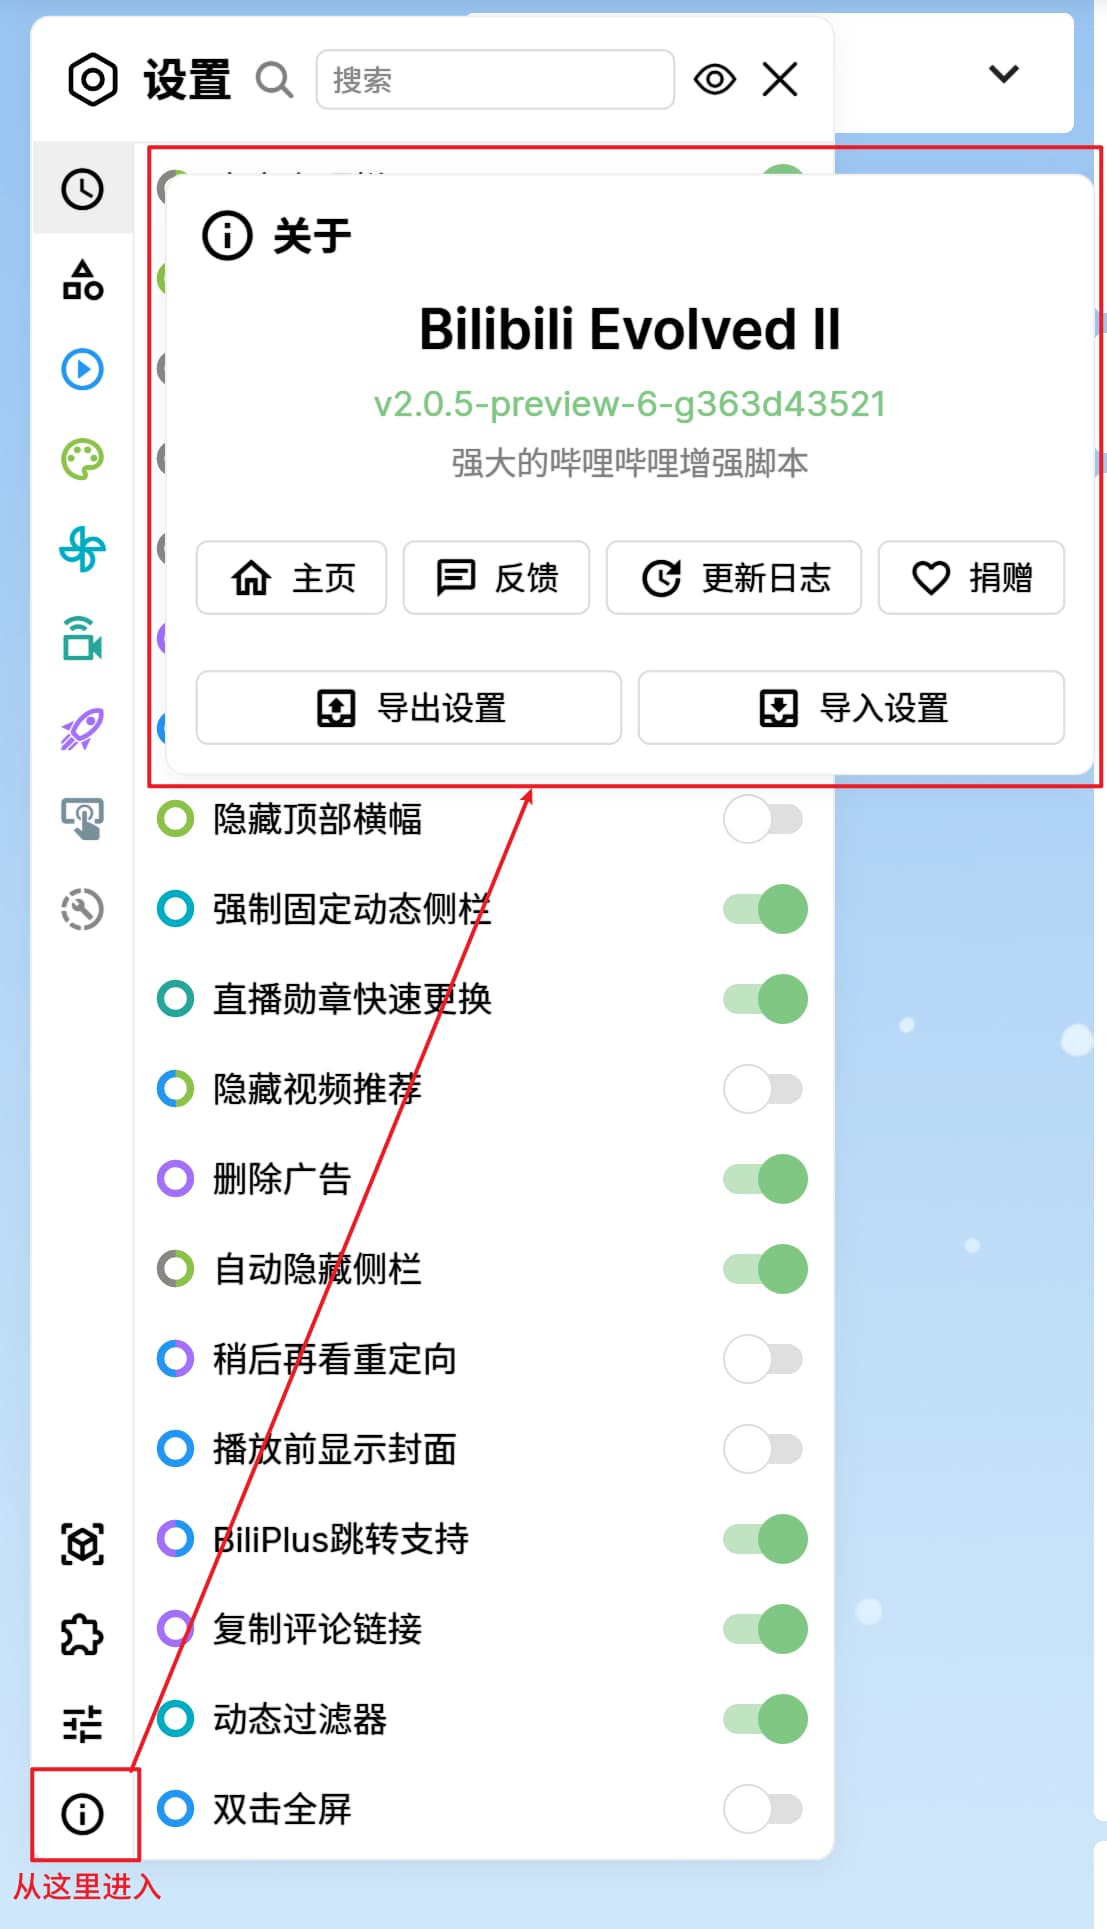 设置
搜索
关于
Bilibili Evolved II
v2.0.5-preview-6-g363d43521
强大的哔哩哔哩增强脚本
主页 反馈 更新日志 捐赠
导出设置 导入设置
隐藏顶部横幅
强制固定动态侧栏
直播勋章快速更换
隐藏视频推荐
删除广告
自动隐藏侧栏
稍后再看重定向
播放前显示封面
BiliPlus跳转支持
复制评论链接
动态过滤器
双击全屏
从这里进入